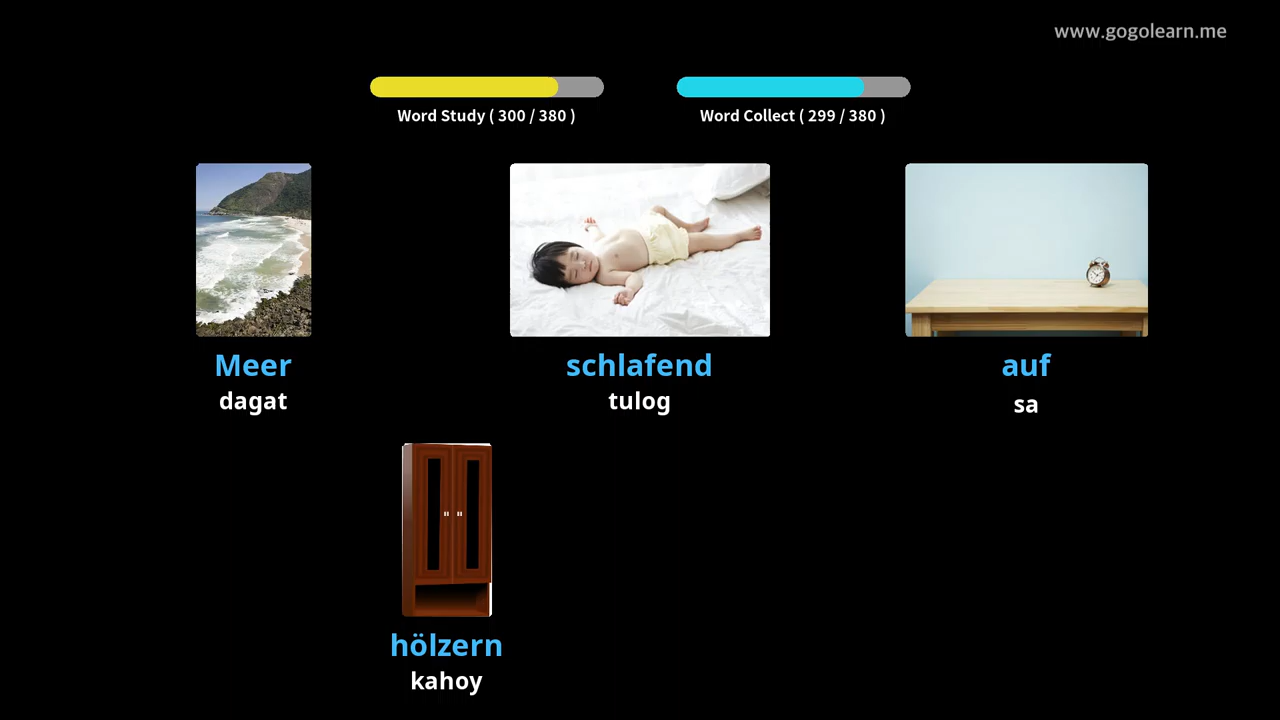 www.gogolearn.me
Word Study ( 300 / 380 )
Word Collect ( 299 / 380 )
Meer
dagat
schlafend
tulog
auf
sa
hölzern
kahoy